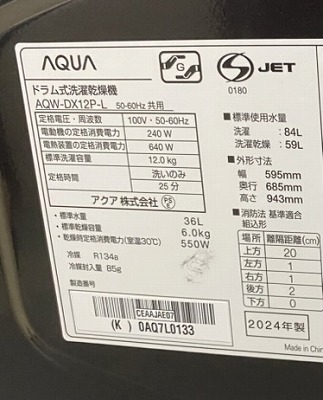 AQUA
ドラム式洗濯乾燥機
AQW-DX12P-L 50-60Hz 共用
定格電圧・周波数 100V・50-60Hz
電動機の定格消費電力 240 W
電熱装置の定格消費電力 640 W
標準洗濯容量 12.0kg
定格時間 洗いのみ
25分
アクア株式会社
PS
E
・標準水量 36L
・標準乾燥容量 6.0kg
・乾燥時定格消費電力(室温30℃) 550W
冷媒 R134a
冷媒封入量 85g
製造番号
CEAAJAE07
(K) 0AQ7L0133
G
S JET
0180
■標準使用水量
洗濯: 84L
洗濯乾燥: 59L
■外形寸法
幅 595mm
奥行 685mm
高さ 943mm
■消防法 基準適合
組込形
場所 離隔距離(cm)
上方 20
左方 1
右方 1
後方 2
下方 0
2024年製
Made in Chin